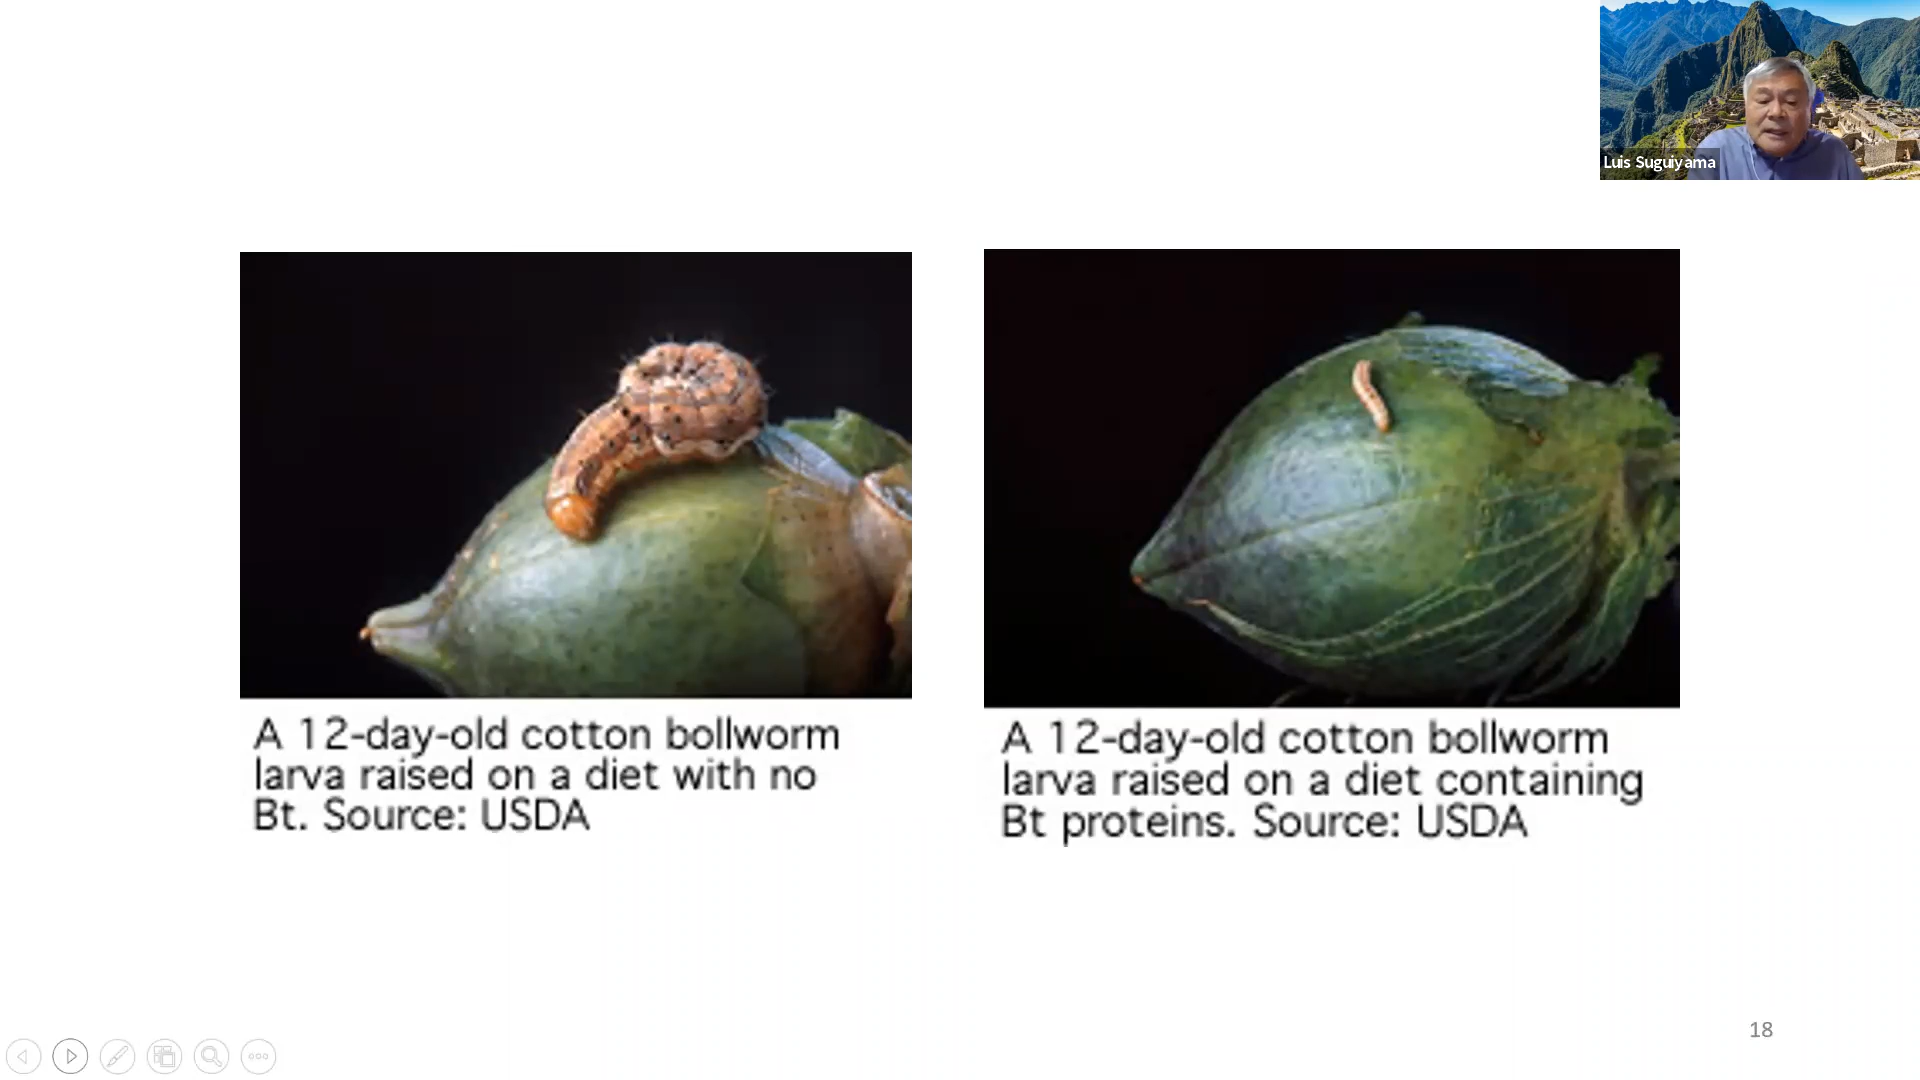 Luis Suguiyama
A 12-day-old cotton bollworm
larva raised on a diet with no
Bt. Source: USDA
A 12-day-old cotton bollworm
larva raised on a diet containing
Bt proteins. Source: USDA
18